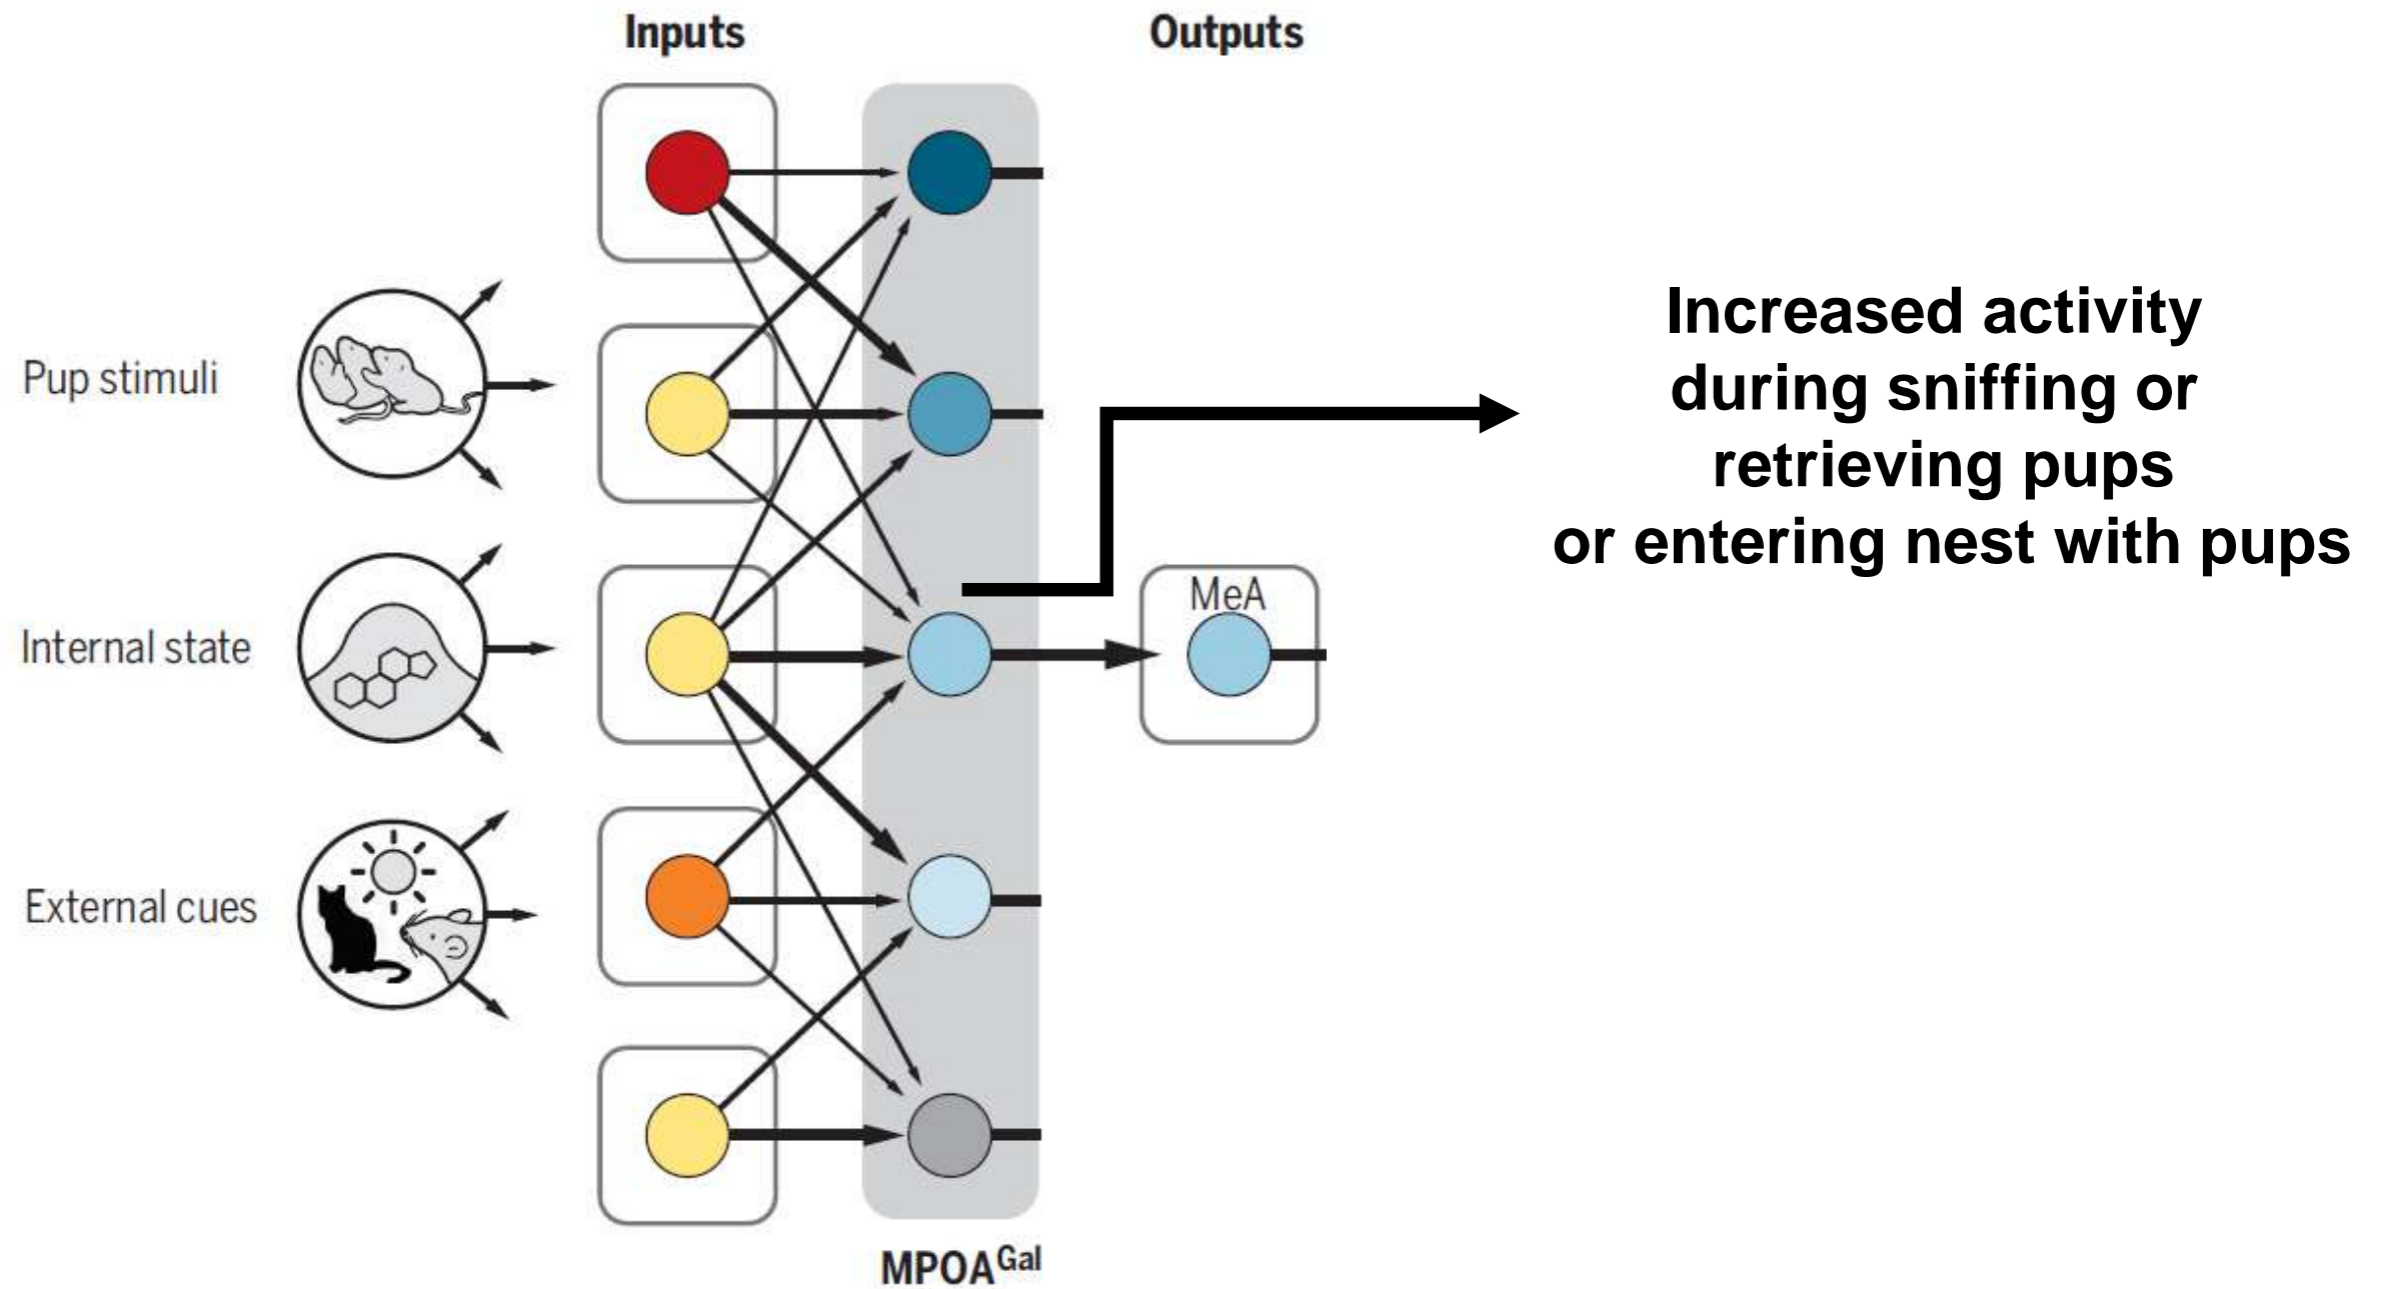 Inputs
Outputs
Pup stimuli
Internal state
External cues
Increased activity
during sniffing or
retrieving pups
or entering nest with pups
MeA
MPOAGal